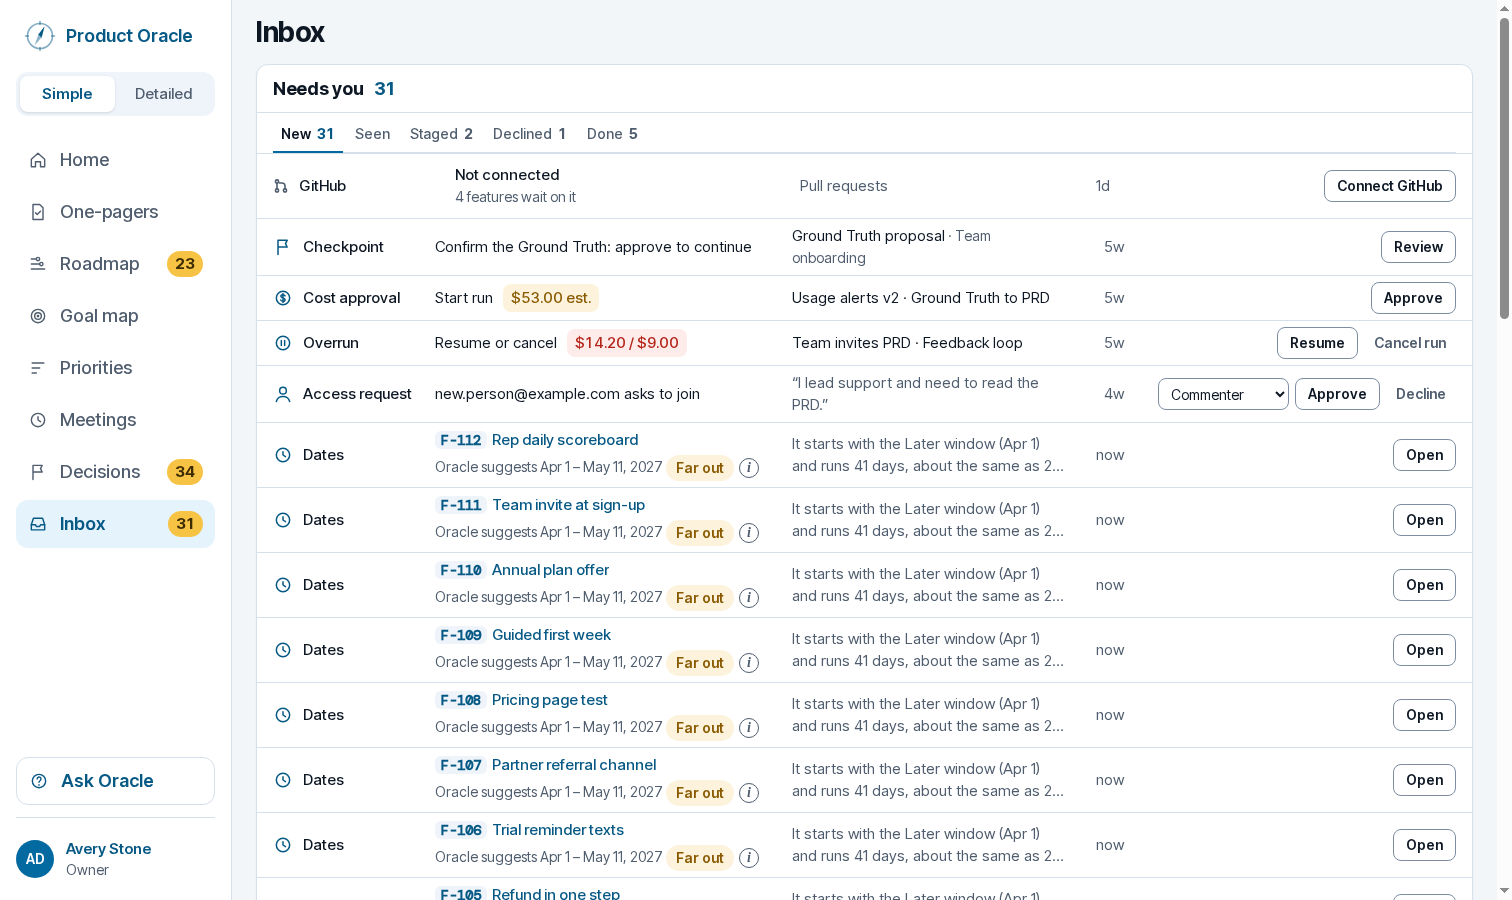 Product Oracle
Simple
Detailed
Home
One-pagers
Roadmap 23
Goal map
Priorities
Meetings
Decisions 34
Inbox 31
Ask Oracle
AD
Avery Stone
Owner
Inbox
Needs you 31
New 31 Seen Staged 2 Declined 1 Done 5
GitHub
Not connected
4 features wait on it
Pull requests
1d
Connect GitHub
Checkpoint
Confirm the Ground Truth: approve to continue
Ground Truth proposal · Team
onboarding
5w
Review
Cost approval
Start run $53.00 est.
Usage alerts v2 · Ground Truth to PRD
5w
Approve
Overrun
Resume or cancel $14.20 / $9.00
Team invites PRD · Feedback loop
5w
Resume
Cancel run
Access request
new.person@example.com asks to join
“I lead support and need to read the
PRD.”
4w
Commenter
Approve
Decline
Dates
F-112 Rep daily scoreboard
Oracle suggests Apr 1 – May 11, 2027 Far out i
It starts with the Later window (Apr 1)
and runs 41 days, about the same as 2…
now
Open
Dates
F-111 Team invite at sign-up
Oracle suggests Apr 1 – May 11, 2027 Far out i
It starts with the Later window (Apr 1)
and runs 41 days, about the same as 2…
now
Open
Dates
F-110 Annual plan offer
Oracle suggests Apr 1 – May 11, 2027 Far out i
It starts with the Later window (Apr 1)
and runs 41 days, about the same as 2…
now
Open
Dates
F-109 Guided first week
Oracle suggests Apr 1 – May 11, 2027 Far out i
It starts with the Later window (Apr 1)
and runs 41 days, about the same as 2…
now
Open
Dates
F-108 Pricing page test
Oracle suggests Apr 1 – May 11, 2027 Far out i
It starts with the Later window (Apr 1)
and runs 41 days, about the same as 2…
now
Open
Dates
F-107 Partner referral channel
Oracle suggests Apr 1 – May 11, 2027 Far out i
It starts with the Later window (Apr 1)
and runs 41 days, about the same as 2…
now
Open
Dates
F-106 Trial reminder texts
Oracle suggests Apr 1 – May 11, 2027 Far out i
It starts with the Later window (Apr 1)
and runs 41 days, about the same as 2…
now
Open
F-105 Refund in one step
It starts with the Later window (Apr 1)